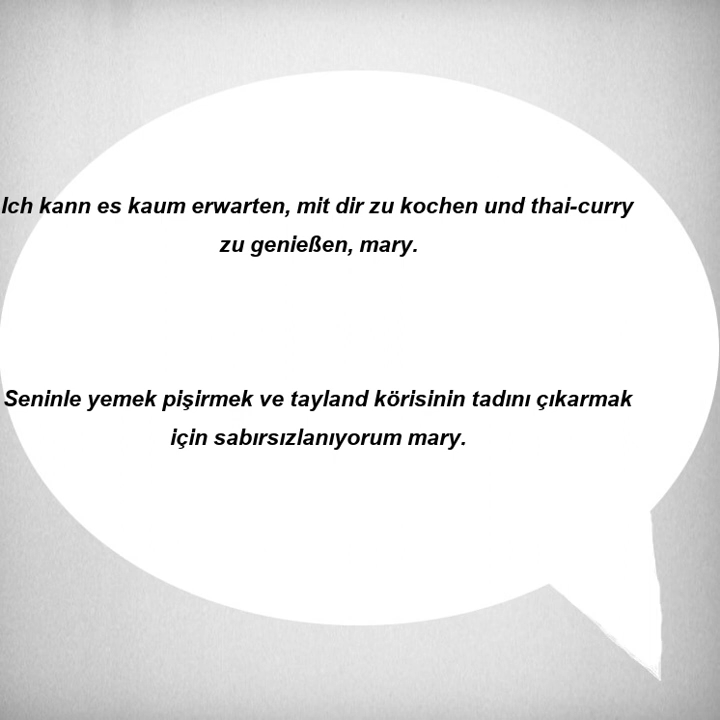 Ich kann es kaum erwarten, mit dir zu kochen und thai-curry
zu genießen, mary.
Seninle yemek pişirmek ve tayland körisinin tadını çıkarmak
için sabırsızlanıyorum mary.